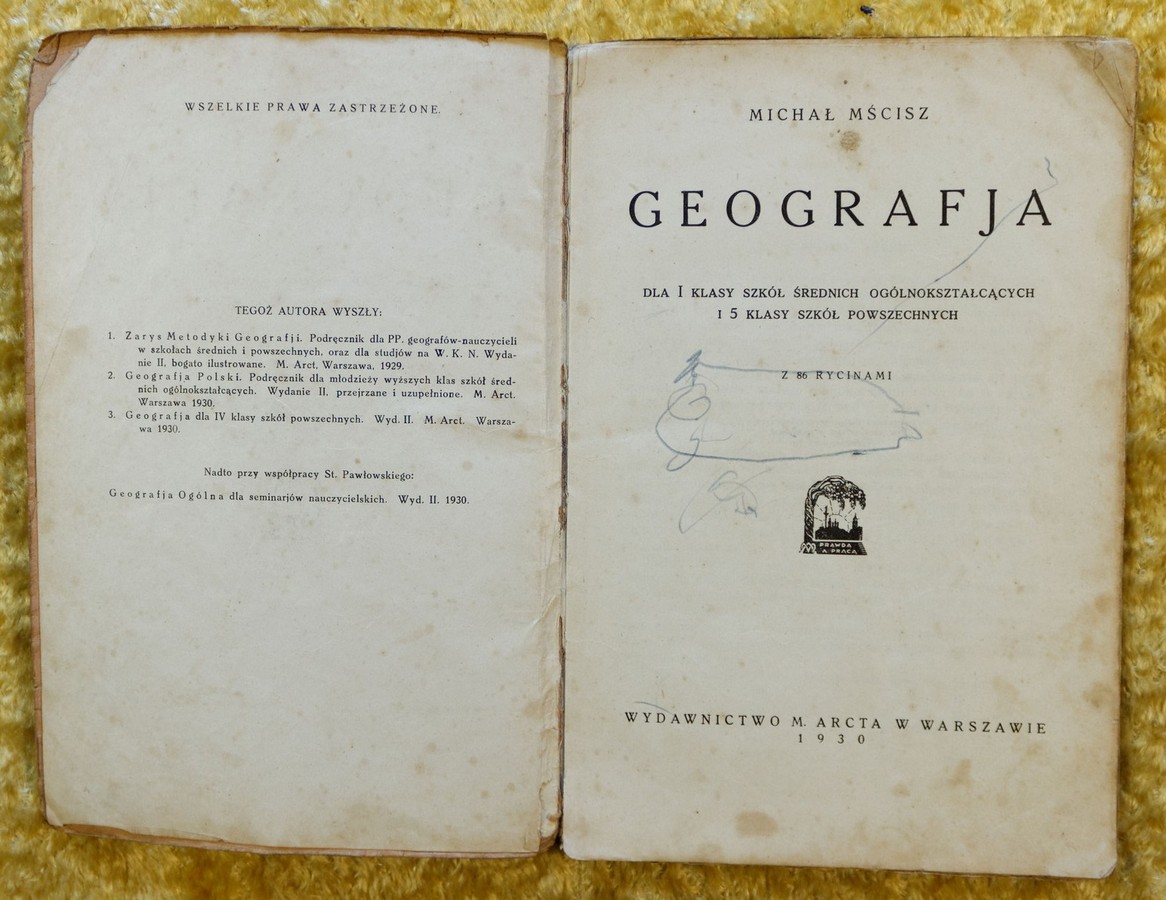 WSZELKIE PRAWA ZASTRZEŻONE.
TEGOŻ AUTORA WYSZŁY:
1. Zarys Metodyki Geografji. Podręcznik dla PP. geografów-nauczycieli
w szkołach średnich i powszechnych, oraz dla studjów na W. K. N. Wyda-
nie II, bogato ilustrowane. M. Arct, Warszawa, 1929.
2. Geografja Polski. Podręcznik dla młodzieży wyższych klas szkół śred-
nich ogólnokształcących. Wydanie II, przejrzane i uzupełnione. M. Arct.
Warszawa 1930.
3. Geografja dla IV klasy szkół powszechnych. Wyd. II. M. Arct. Warsza-
wa 1930.
Nadto przy współpracy St. Pawłowskiego:
Geografja Ogólna dla seminarjów nauczycielskich. Wyd. II. 1930.
MICHAŁ MŚCISZ
GEOGRAFJA
DLA I KLASY SZKÓŁ ŚREDNICH OGÓLNOKSZTAŁCĄCYCH
I 5 KLASY SZKÓŁ POWSZECHNYCH
Z 86 RYCINAMI
PRAWDĄ
A PRACĄ
WYDAWNICTWO M. ARCTA W WARSZAWIE
1930